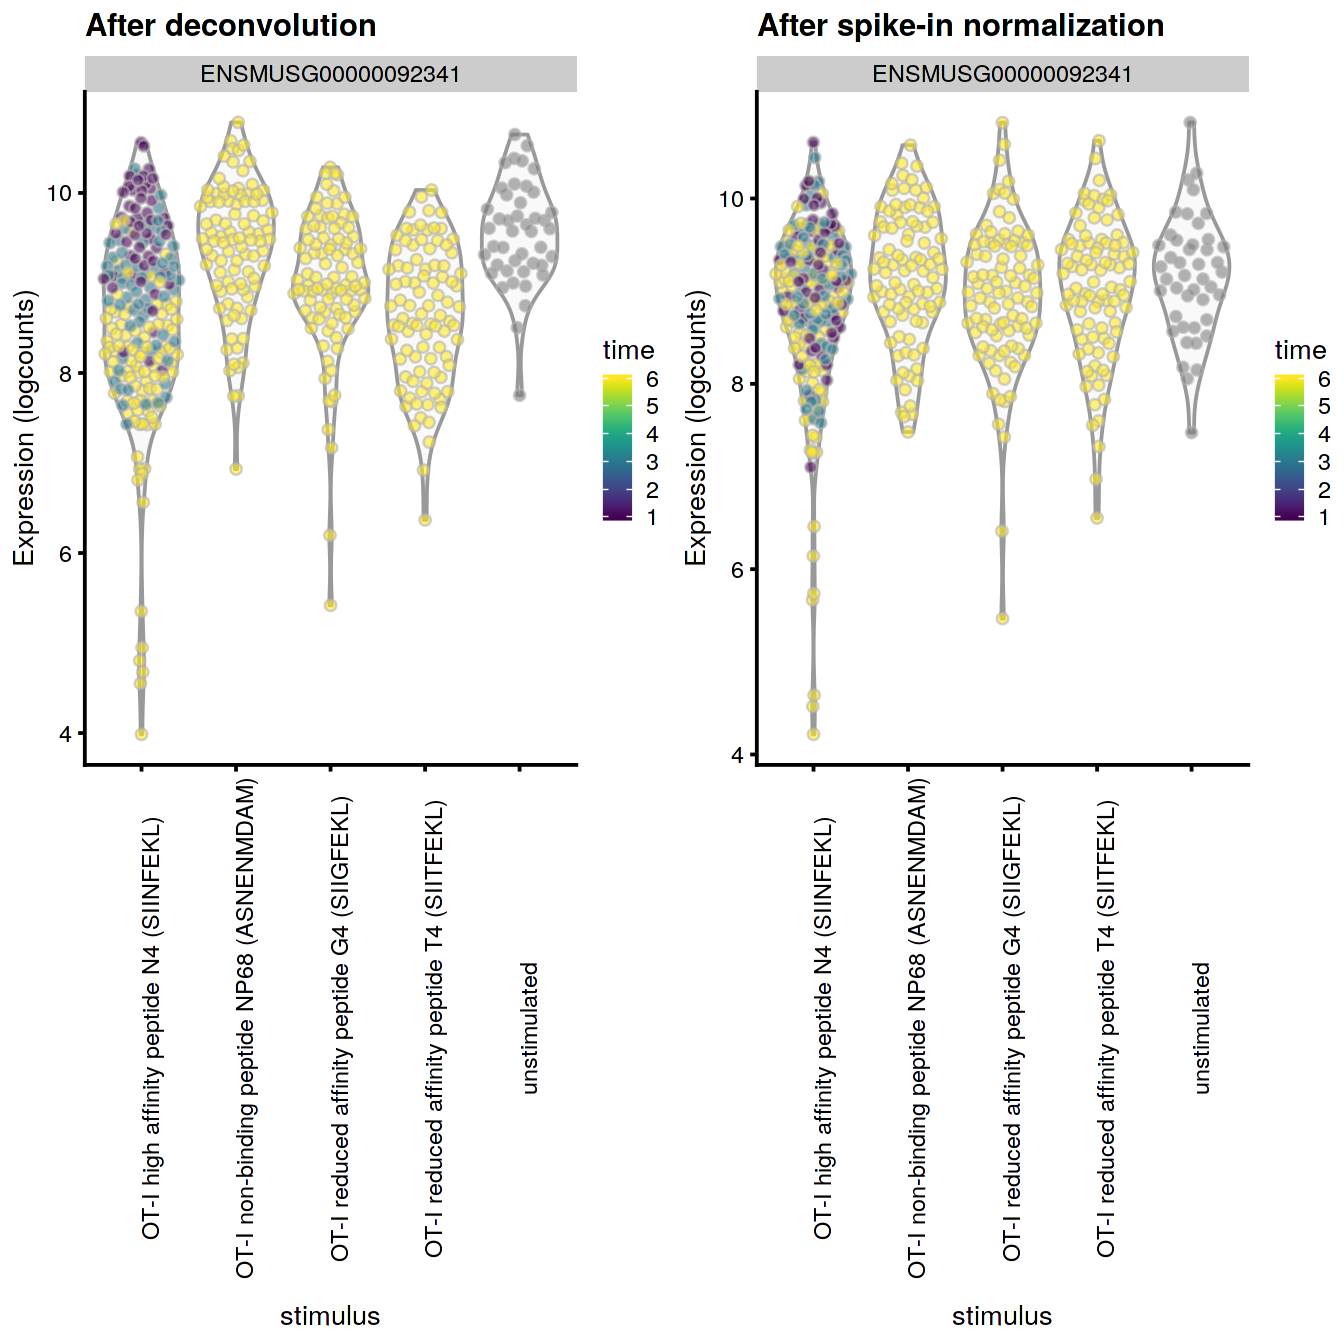 After deconvolution
ENSMUSG00000092341
Expression (logcounts)
10
8
6
4
OT-I high affinity peptide N4 (SIINFEKL)
OT-I non-binding peptide NP68 (ASNENMDAM)
OT-I reduced affinity peptide G4 (SIIGFEKL)
OT-I reduced affinity peptide T4 (SIITFEKL)
unstimulated
stimulus
time
6
5
4
3
2
1
After spike-in normalization
ENSMUSG00000092341
Expression (logcounts)
10
8
6
4
OT-I high affinity peptide N4 (SIINFEKL)
OT-I non-binding peptide NP68 (ASNENMDAM)
OT-I reduced affinity peptide G4 (SIIGFEKL)
OT-I reduced affinity peptide T4 (SIITFEKL)
unstimulated
stimulus
time
6
5
4
3
2
1